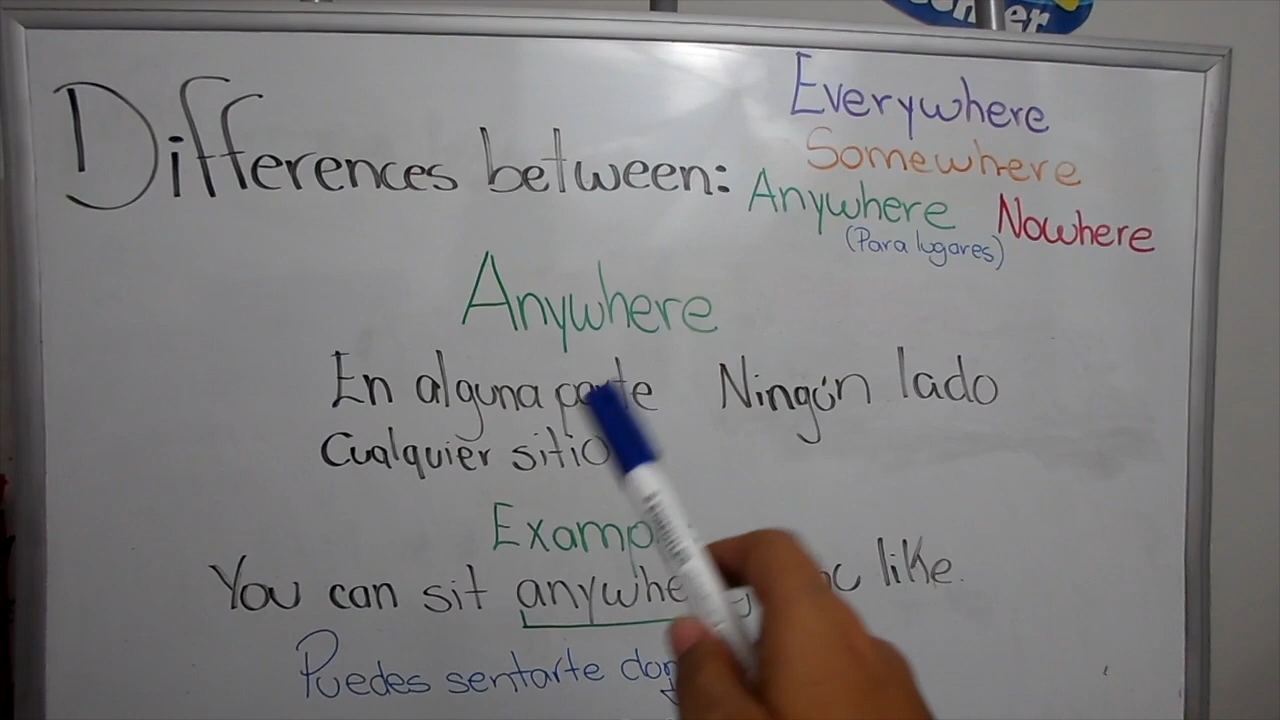 Everywhere
Somewhere
Differences between:
Anywhere Nowhere
(Para lugares)
Anywhere
En alguna parte Ningún lado
Cualquier sitio
You can sit like.
Puedes sentarte